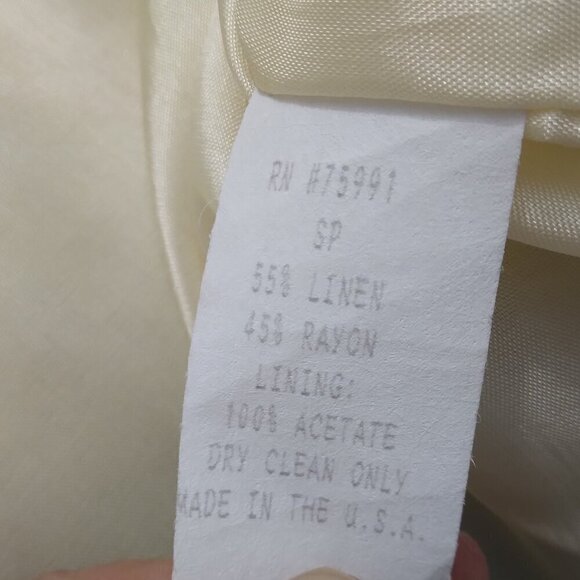 RN #75991
SP
55% LINEN
45% RAYON
LINING:
100% ACETATE
DRY CLEAN ONLY
MADE IN THE U.S.A.